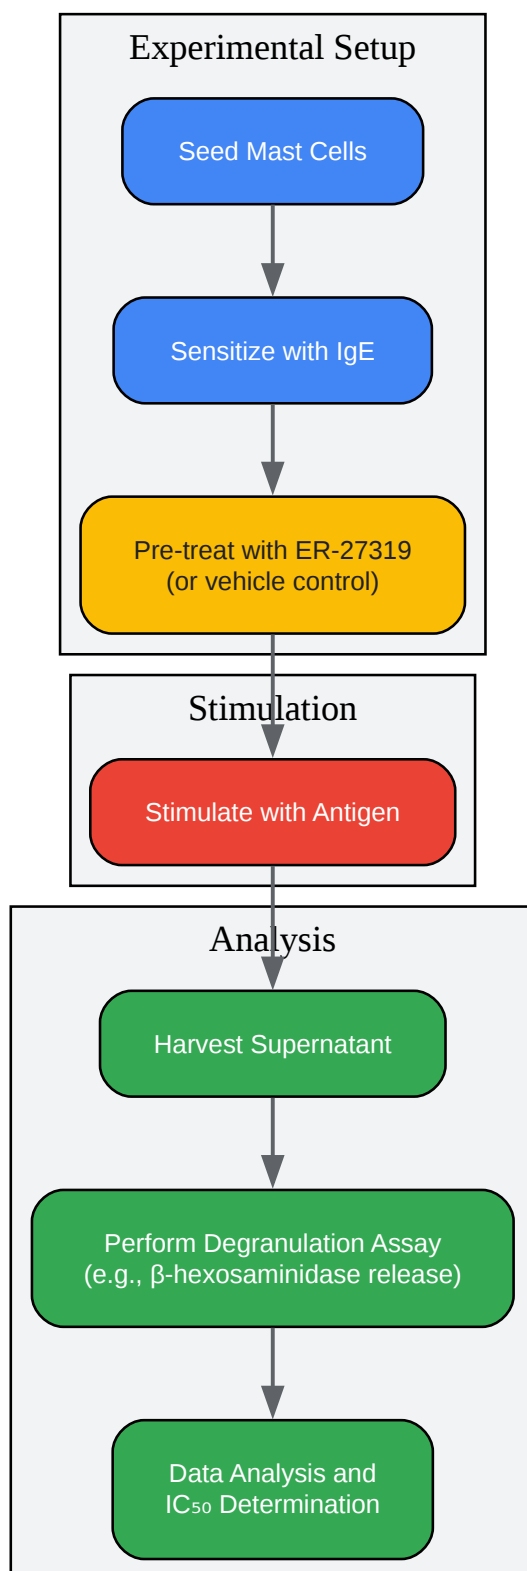 Experimental Setup
Seed Mast Cells
Sensitize with IgE
Pre-treat with ER-27319
(or vehicle control)
Stimulation
Stimulate with Antigen
Analysis
Harvest Supernatant
Perform Degranulation Assay
(e.g., β-hexosaminidase release)
Data Analysis and
IC₅₀ Determination